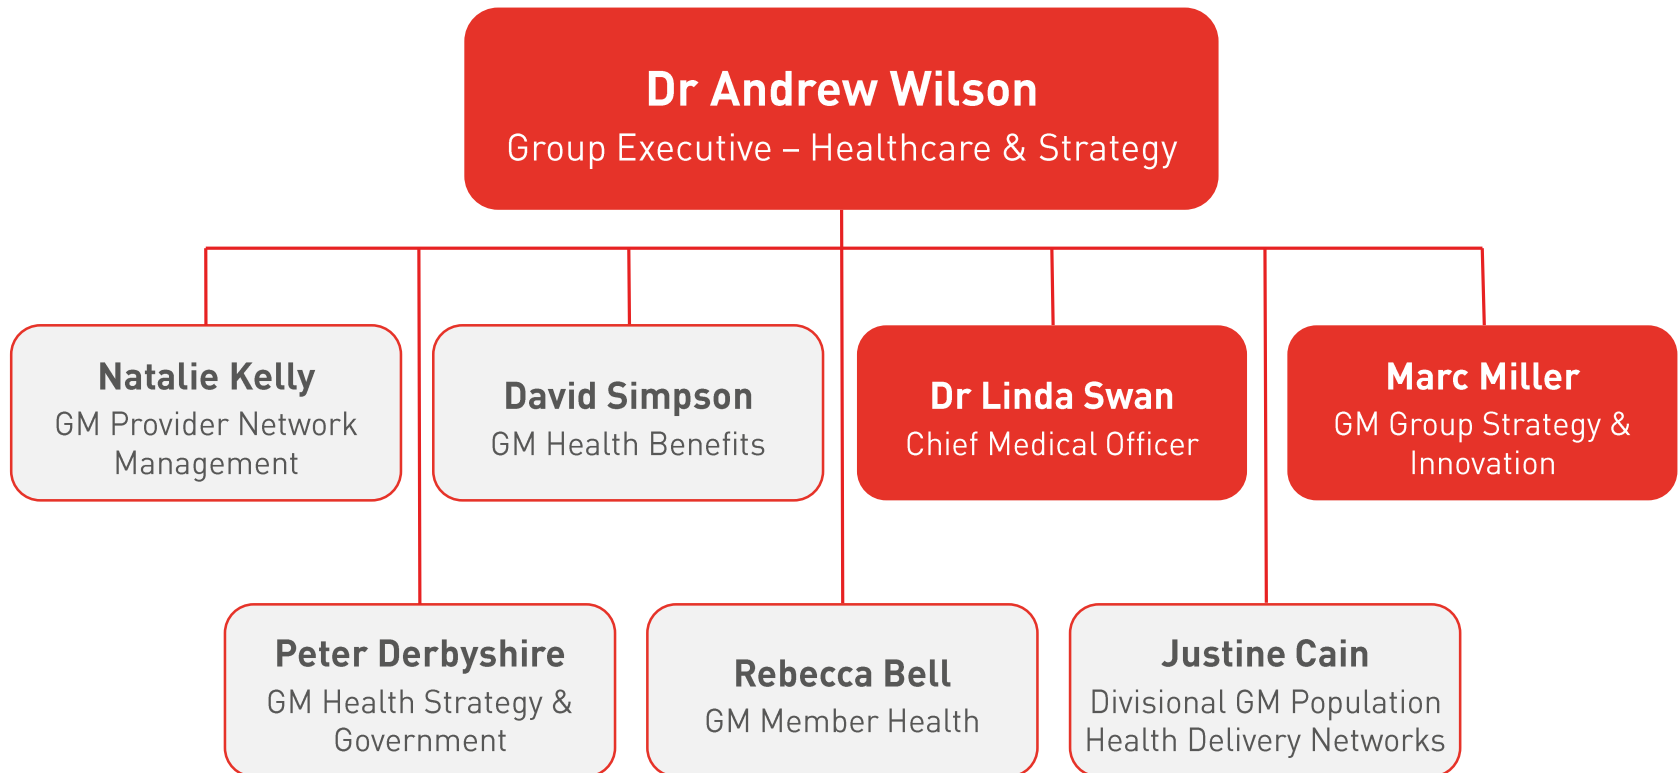 Dr Andrew Wilson
Group Executive – Healthcare & Strategy
Natalie Kelly
GM Provider Network
Management
David Simpson
GM Health Benefits
Dr Linda Swan
Chief Medical Officer
Marc Miller
GM Group Strategy &
Innovation
Peter Derbyshire
GM Health Strategy &
Government
Rebecca Bell
GM Member Health
Justine Cain
Divisional GM Population
Health Delivery Networks